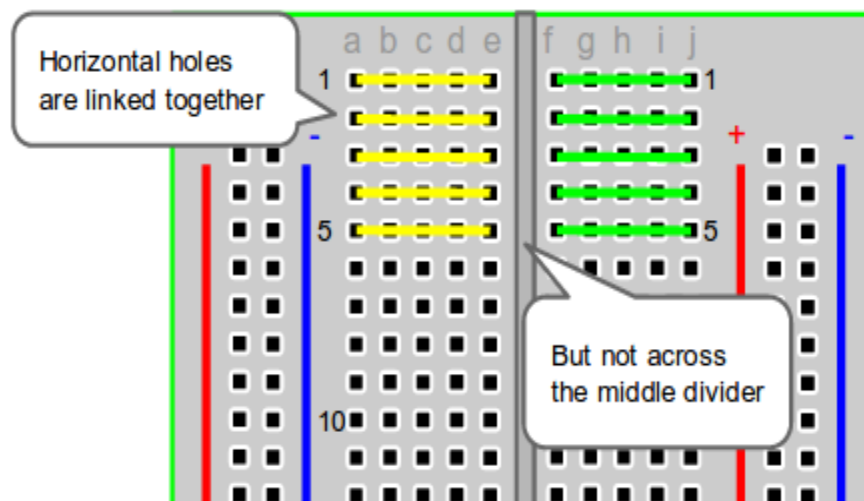 a b c d e f g h i j
Horizontal holes
are linked together
1 1
- + -
5 5
But not across
the middle divider
10